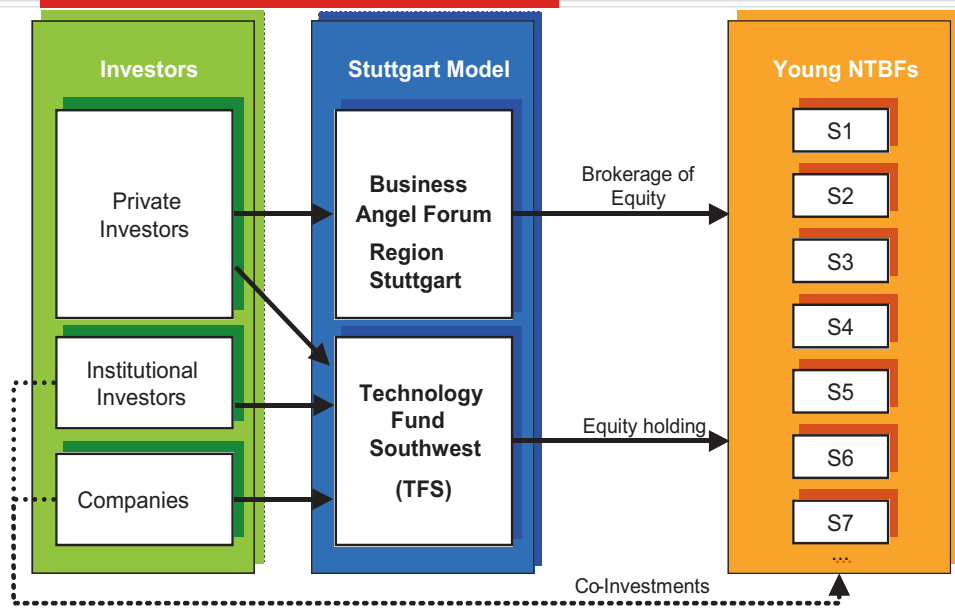 Investors
Private
Investors
Institutional
Investors
Companies
Stuttgart Model
Business
Angel Forum
Region
Stuttgart
Technology
Fund
Southwest
(TFS)
Brokerage of
Equity
Equity holding
Co-Investments
Young NTBFs
S1
S2
S3
S4
S5
S6
S7
...